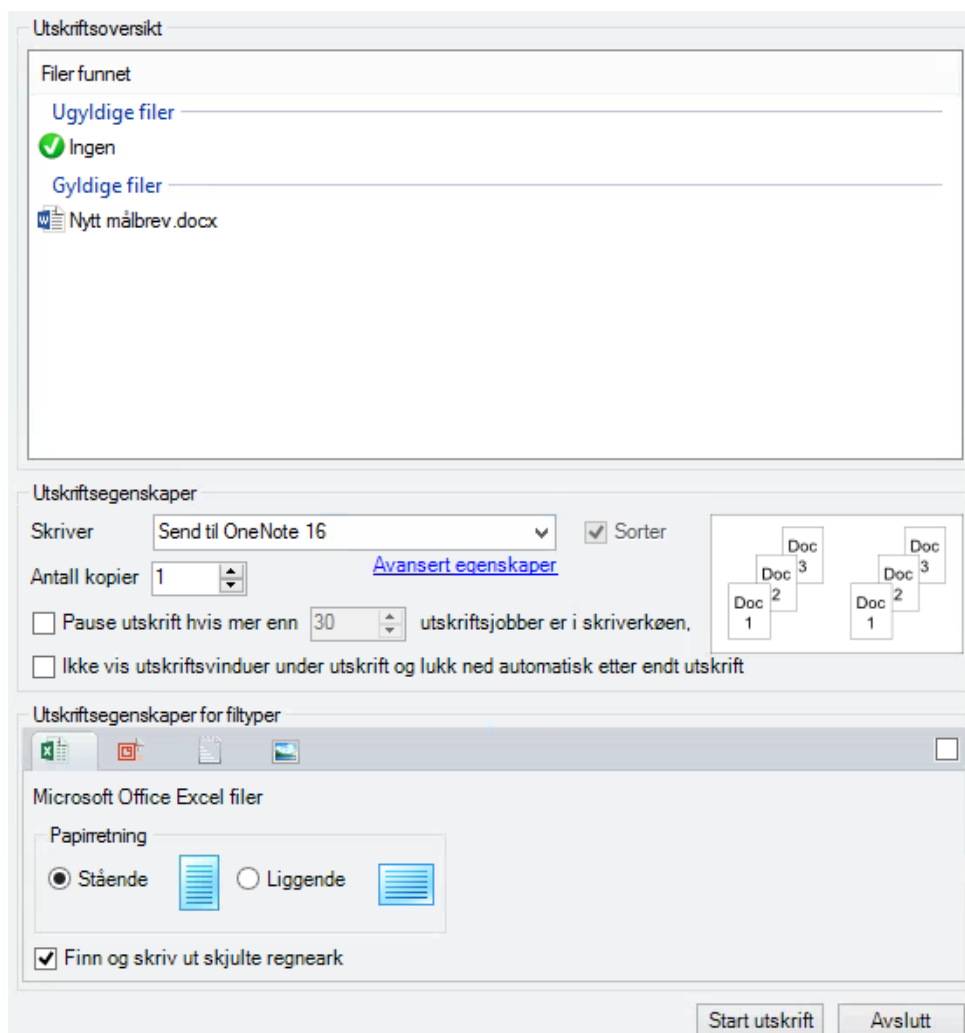 Utskriftsoversikt
Filer funnet
Ugyldige filer
Ingen
Gyldige filer
Nytt målbrev.docx
Utskriftsegenskaper
Skriver Send til OneNote 16 Sorter
Avansert egenskaper
Antall kopier 1
Doc 1 Doc 2 Doc 3 Doc 1 Doc 2 Doc 3
Pause utskrift hvis mer enn 30 utskriftsjobber er i skriverkøen,
Ikke vis utskriftsvinduer under utskrift og lukk ned automatisk etter endt utskrift
Utskriftsegenskaper for filtyper
Microsoft Office Excel filer
Papirretning
Stående Liggende
Finn og skriv ut skjulte regneark
Start utskrift Avslutt